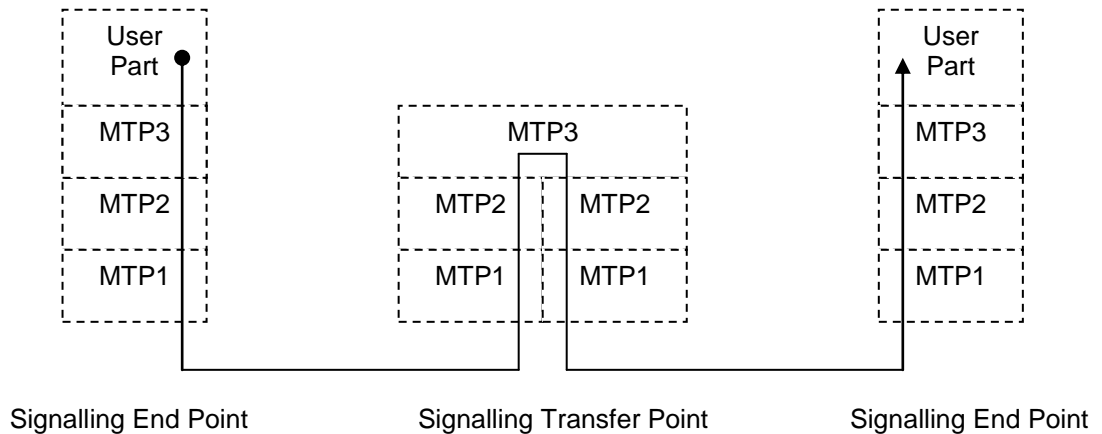 User
Part
User
Part
MTP3
MTP3
MTP3
MTP2
MTP2
MTP2
MTP2
MTP1
MTP1
MTP1
MTP1
Signalling End Point
Signalling Transfer Point
Signalling End Point